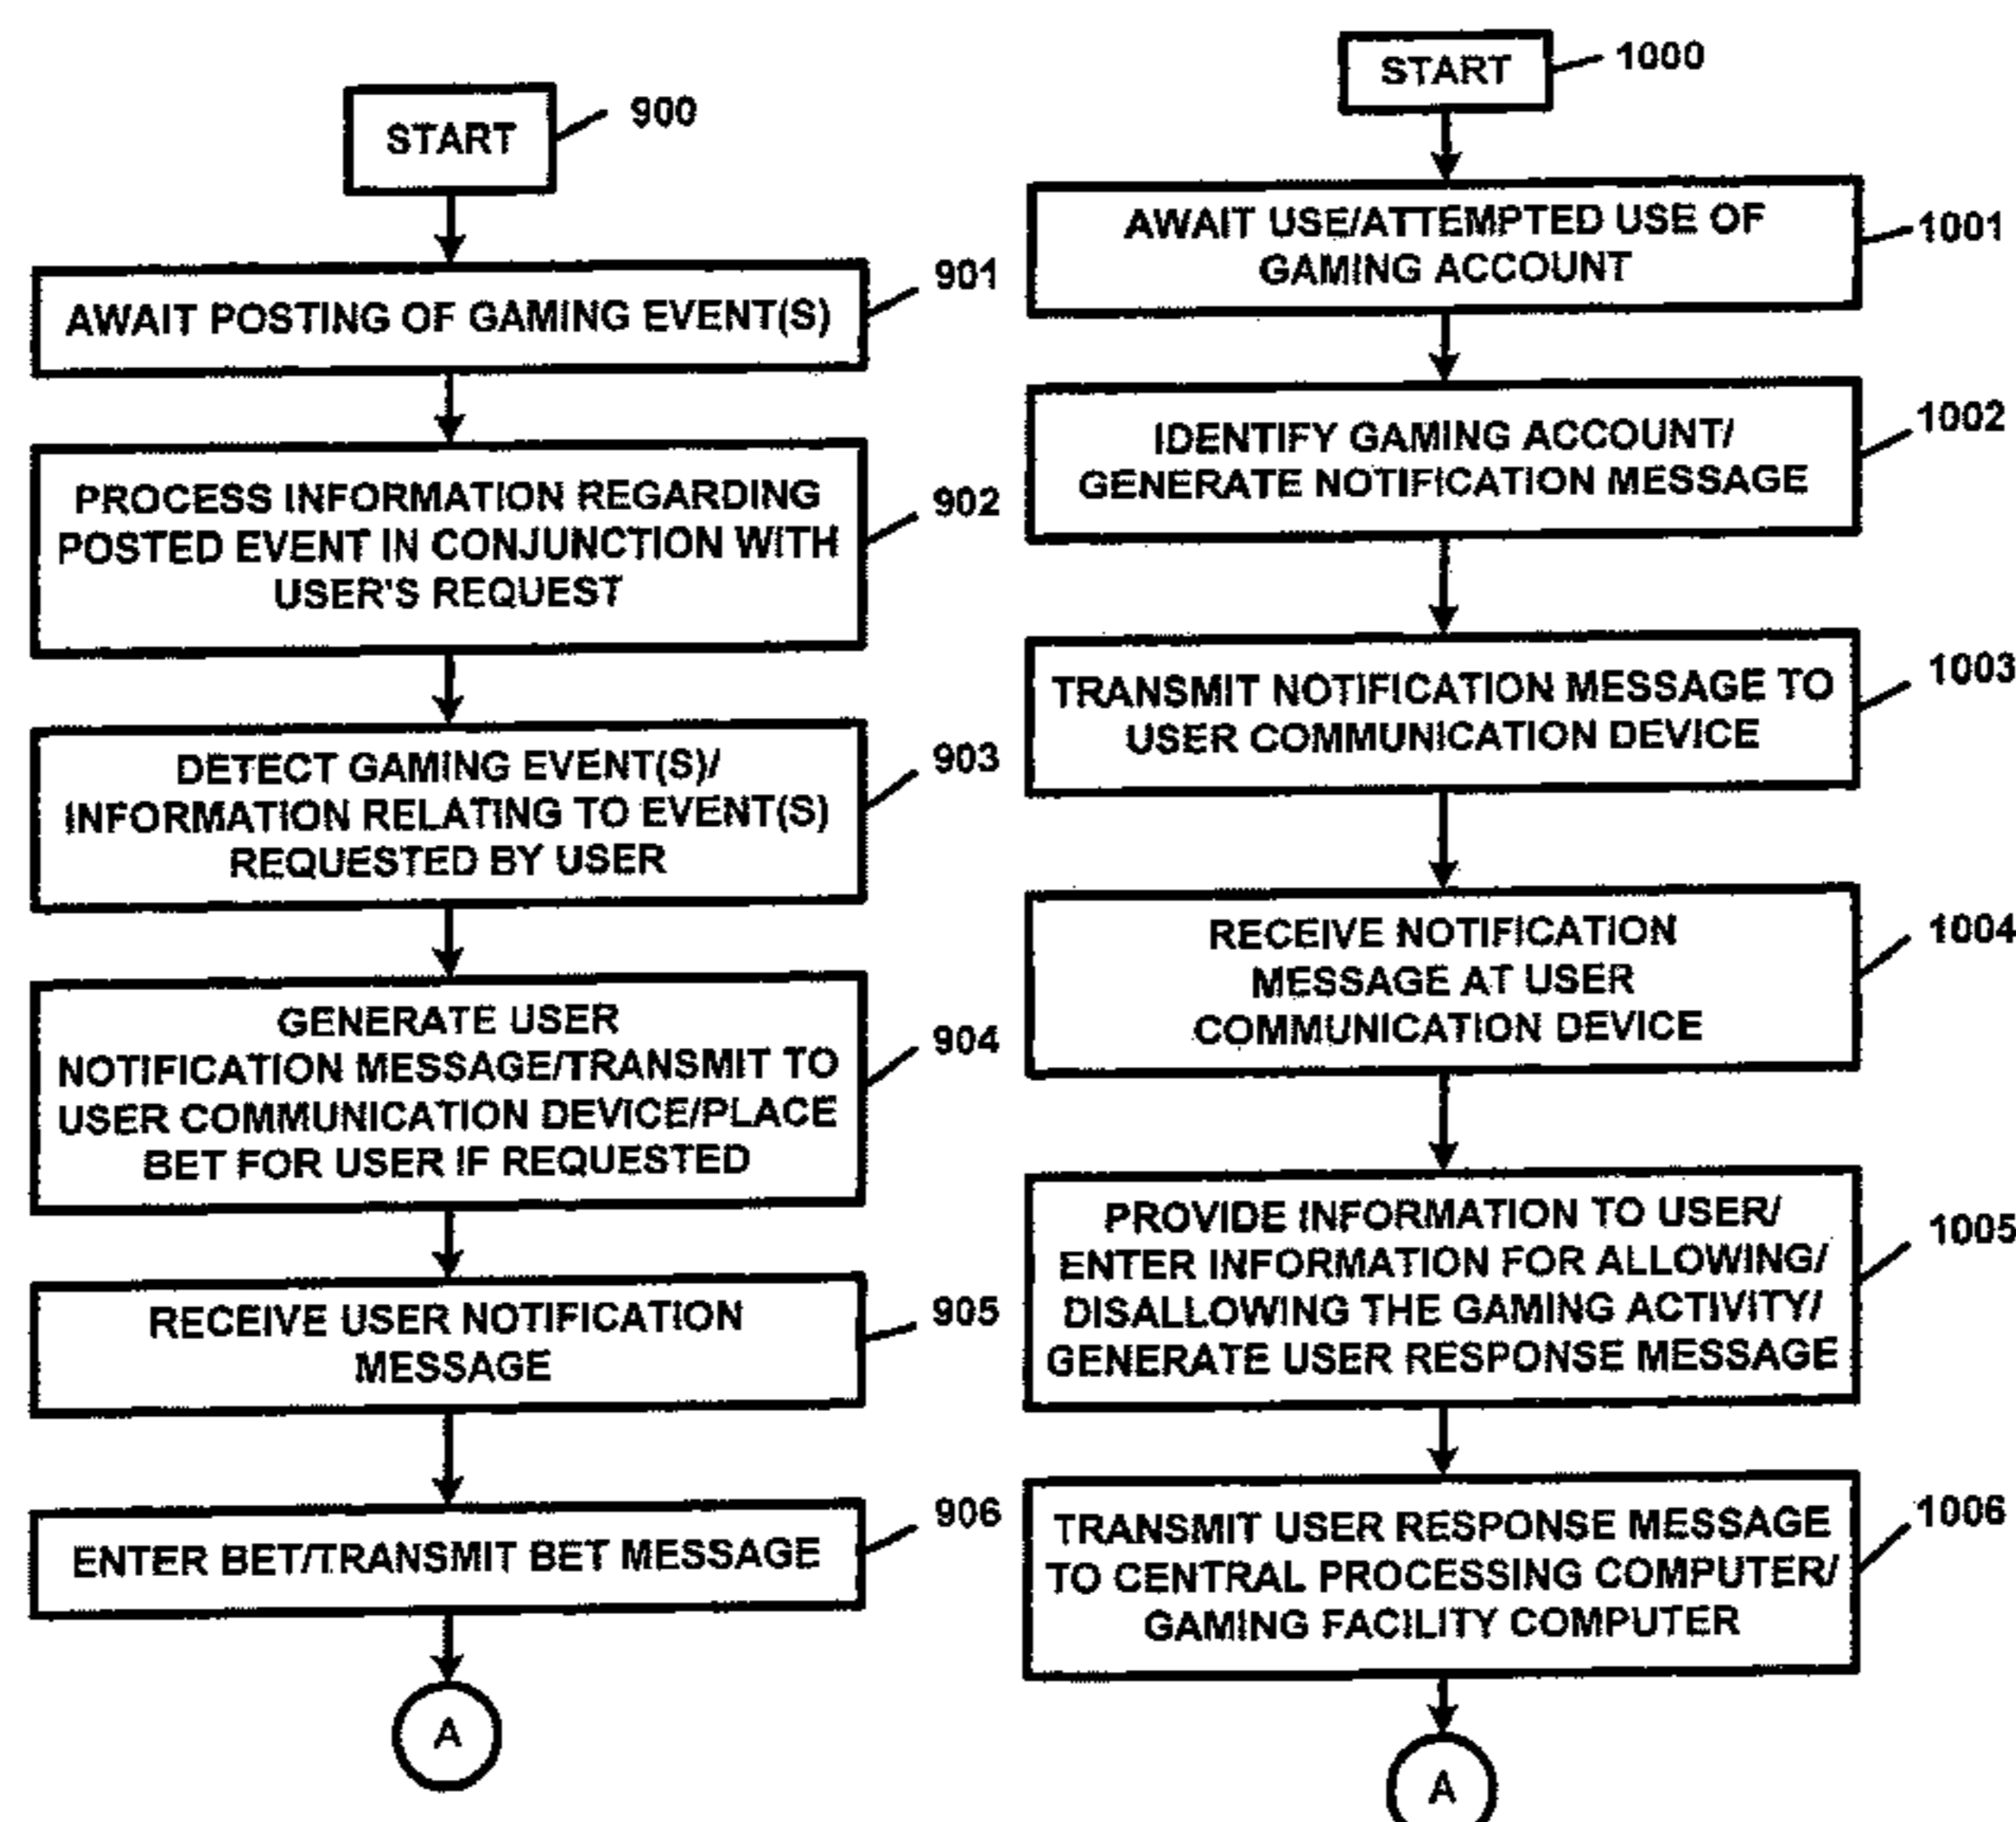 START
900
AWAIT POSTING OF GAMING EVENT(S)
901
PROCESS INFORMATION REGARDING
POSTED EVENT IN CONJUNCTION WITH
USER'S REQUEST
902
DETECT GAMING EVENT(S)/
INFORMATION RELATING TO EVENT(S)
REQUESTED BY USER
903
GENERATE USER
NOTIFICATION MESSAGE/TRANSMIT TO
USER COMMUNICATION DEVICE/PLACE
BET FOR USER IF REQUESTED
904
RECEIVE USER NOTIFICATION
MESSAGE
905
ENTER BET/TRANSMIT BET MESSAGE
906
A
START
1000
AWAIT USE/ATTEMPTED USE OF
GAMING ACCOUNT
1001
IDENTIFY GAMING ACCOUNT/
GENERATE NOTIFICATION MESSAGE
1002
TRANSMIT NOTIFICATION MESSAGE TO
USER COMMUNICATION DEVICE
1003
RECEIVE NOTIFICATION
MESSAGE AT USER
COMMUNICATION DEVICE
1004
PROVIDE INFORMATION TO USER/
ENTER INFORMATION FOR ALLOWING/
DISALLOWING THE GAMING ACTIVITY/
GENERATE USER RESPONSE MESSAGE
1005
TRANSMIT USER RESPONSE MESSAGE
TO CENTRAL PROCESSING COMPUTER/
GAMING FACILITY COMPUTER
1006
A